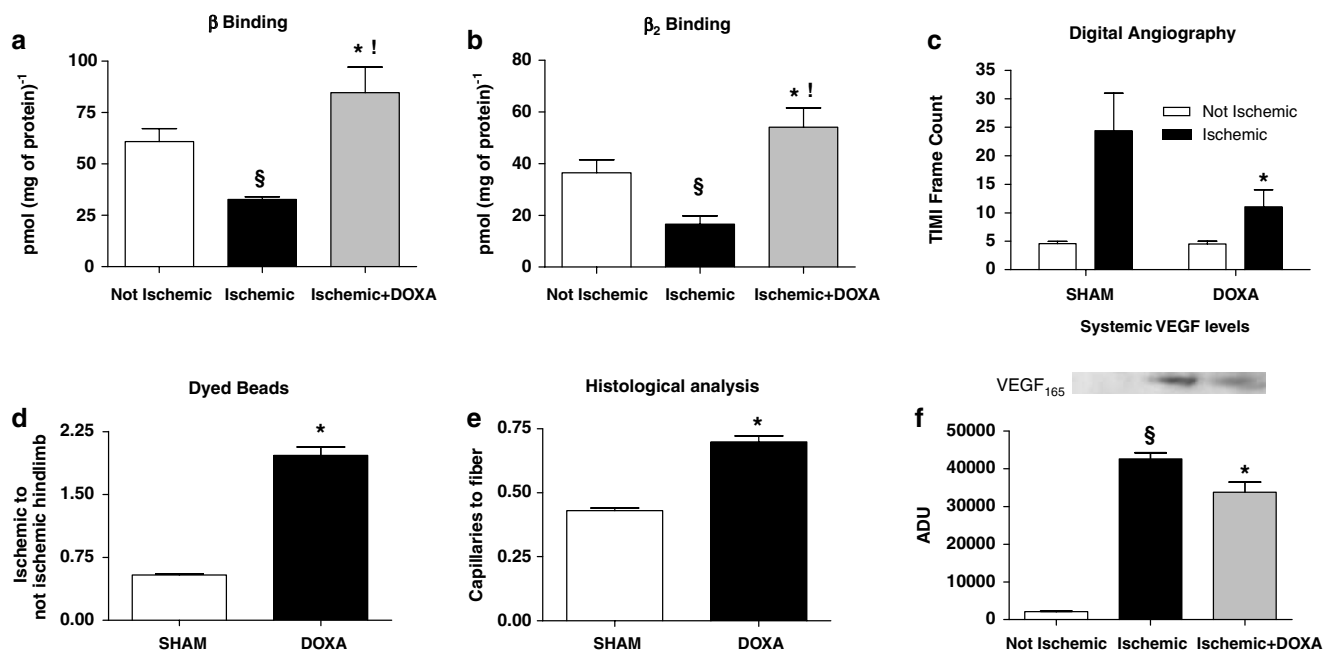 a
β Binding
* !
§
pmol (mg of protein)⁻¹
100
75
50
25
0
Not Ischemic Ischemic Ischemic+DOXA
b
β₂ Binding
* !
§
pmol (mg of protein)⁻¹
80
60
40
20
0
Not Ischemic Ischemic Ischemic+DOXA
c
Digital Angiography
Not Ischemic
Ischemic
*
TIMI Frame Count
35
30
25
20
15
10
5
0
SHAM DOXA
d
Dyed Beads
*
Ischemic to
not ischemic hindlimb
2.25
1.50
0.75
0.00
SHAM DOXA
e
Histological analysis
*
Capillaries to fiber
0.75
0.50
0.25
0.00
SHAM DOXA
Systemic VEGF levels
VEGF₁₆₅
f
§
*
ADU
50000
40000
30000
20000
10000
0
Not Ischemic Ischemic Ischemic+DOXA